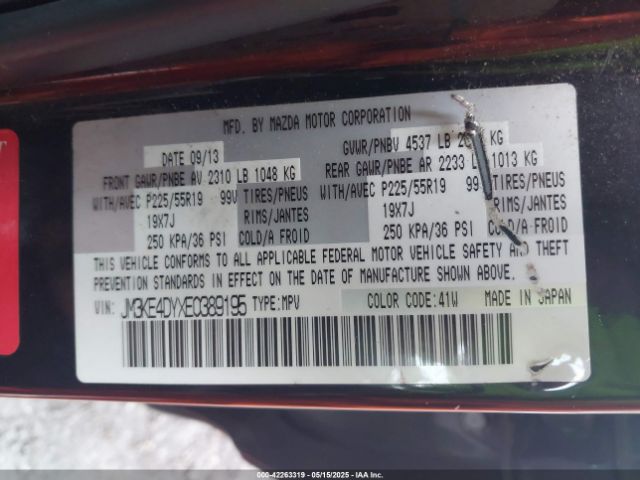 MFD. BY MAZDA MOTOR CORPORATION
DATE 09/13
GVWR/PNBV 4537 LB KG
FRONT GAWR/PNBE AV 2310 LB 1048 KG
REAR GAWR/PNBE AR 2233 1013 KG
WITH/AVEC P225/55R19 99V TIRES/PNEUS
WITH/AVEC P225/55R19 TIRES/PNEUS
19X7J RIMS/JANTES
19X7J RIMS/JANTES
250 KPA/36 PSI COLD/A FROID
250 KPA/36 PSI COLD/A FROID
THIS VEHICLE CONFORMS TO ALL APPLICABLE FEDERAL MOTOR VEHICLE SAFETY AND THEFT
PREVENTION STANDARDS IN EFFECT ON THE DATE OF MANUFACTURE SHOWN ABOVE.
VIN: JM3KE4DYXE0389195 TYPE:MPV COLOR CODE:41W MADE IN JAPAN
000-42263319 - 05/15/2025 - IAA Inc.